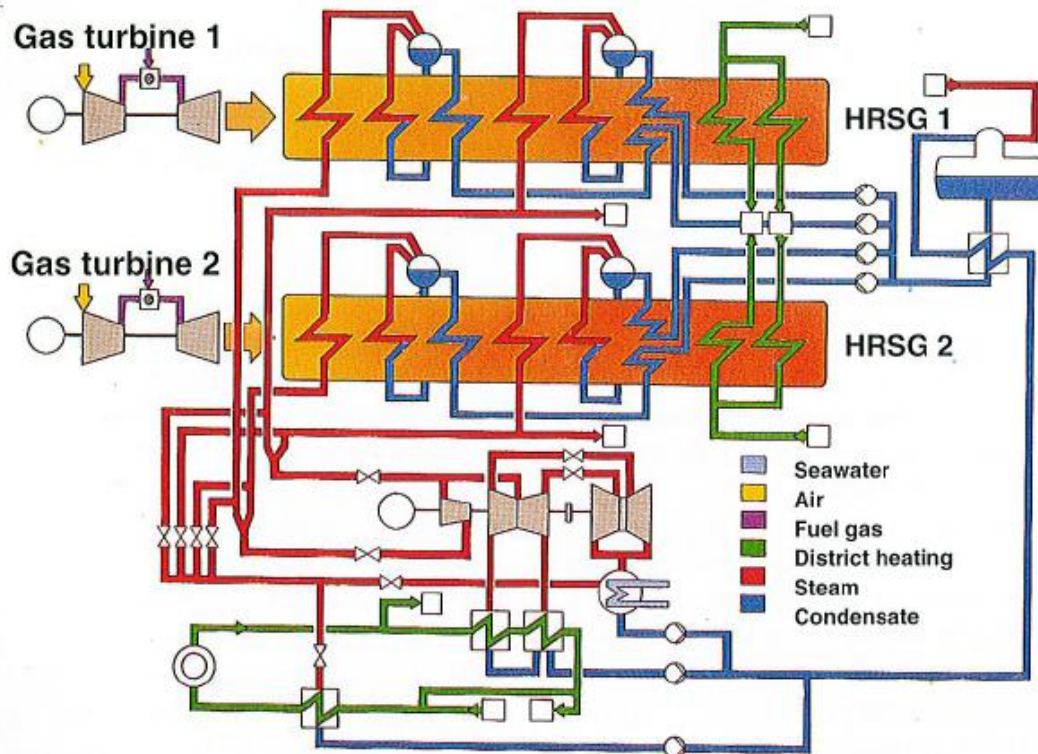 Gas turbine 1
HRSG 1
Gas turbine 2
HRSG 2
Seawater
Air
Fuel gas
District heating
Steam
Condensate